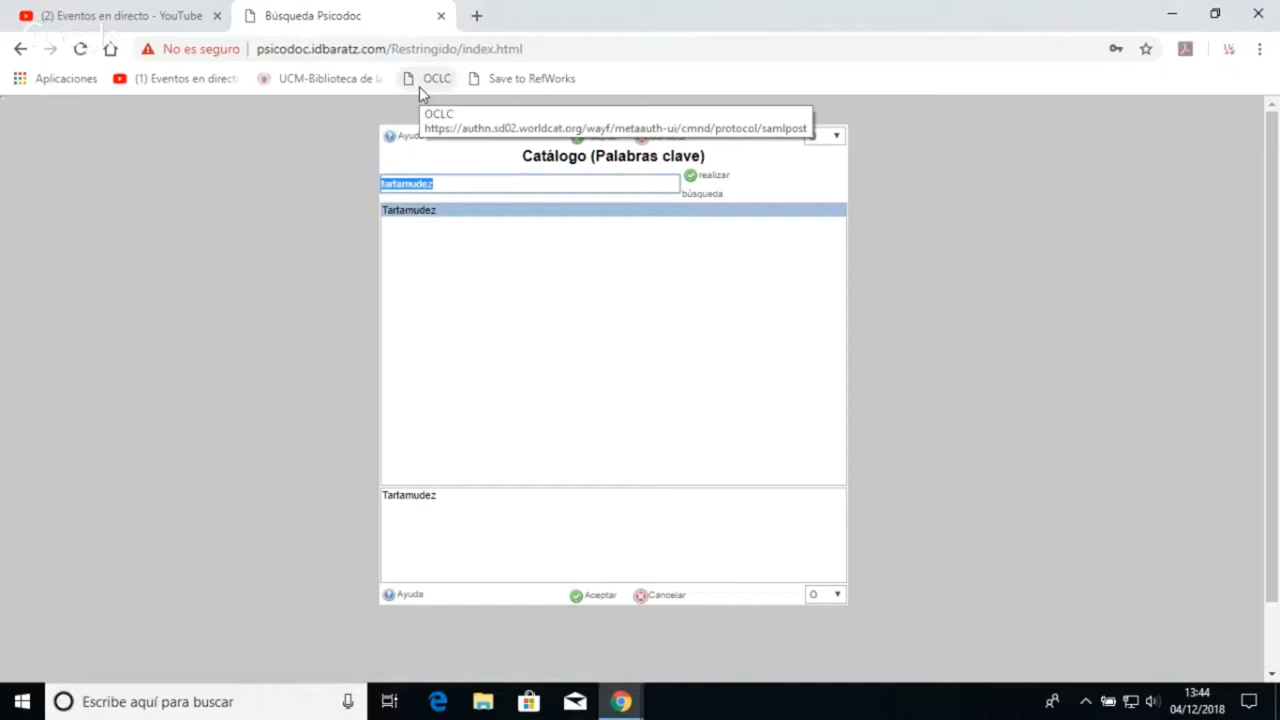 (2) Eventos en directo - YouTube
Búsqueda Psicodoc
No es seguro
psicodoc.idbaratz.com/Restringido/index.html
Aplicaciones
(1) Eventos en direct
UCM-Biblioteca de la
OCLC
Save to RefWorks
OCLC
https://authn.sd02.worldcat.org/wayf/metaauth-ui/cmnd/protocol/samlpost
Catálogo (Palabras clave)
tartamudez
realizar
búsqueda
Tartamudez
Tartamudez
Ayuda
Aceptar
Cancelar
O
Escribe aquí para buscar
13:44
04/12/2018